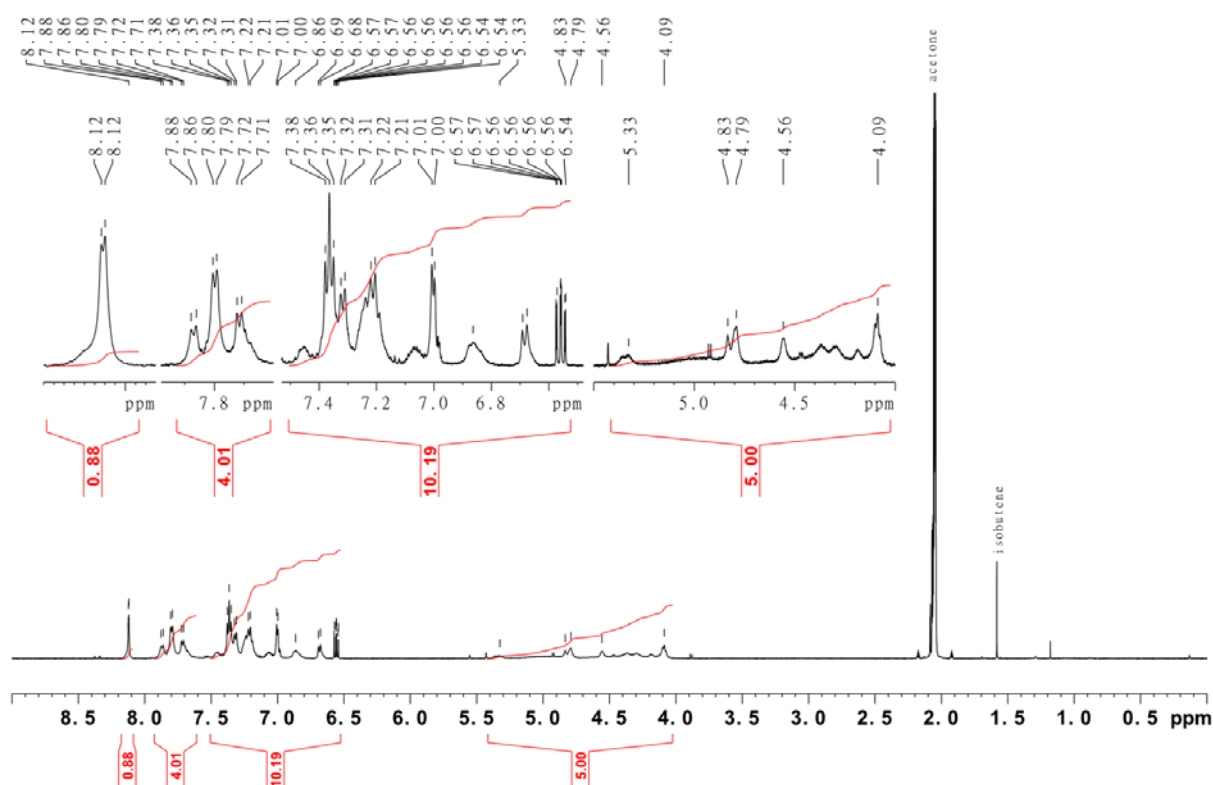 8.12 7.88 7.86 7.80 7.79 7.72 7.71 7.38 7.36 7.35 7.32 7.31 7.22 7.21 7.01 7.00 6.86 6.69 6.68 6.57 6.57 6.56 6.56 6.56 6.56 6.54 6.54 5.33 4.83 4.79 4.56 4.09
acetone
8.12 8.12 7.88 7.86 7.80 7.79 7.72 7.71 7.38 7.36 7.35 7.32 7.31 7.22 7.21 7.01 7.00 6.57 6.57 6.56 6.56 6.56 6.56 6.54 5.33 4.83 4.79 4.56 4.09
ppm 7.8 ppm 7.4 7.2 7.0 6.8 ppm 5.0 4.5 ppm
0.88 4.01 10.19 5.00
isobutene
8.5 8.0 7.5 7.0 6.5 6.0 5.5 5.0 4.5 4.0 3.5 3.0 2.5 2.0 1.5 1.0 0.5 ppm
0.88 4.01 10.19 5.00